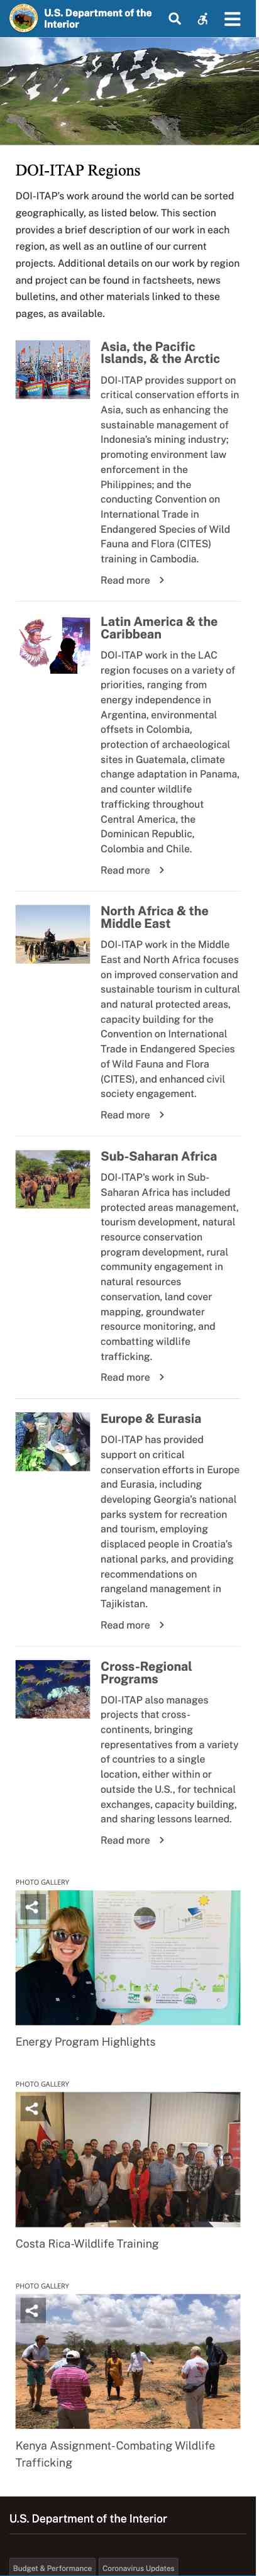 U.S. Department of the
Interior
DOI-ITAP Regions
DOI-ITAP's work around the world can be sorted
geographically, as listed below. This section
provides a brief description of our work in each
region, as well as an outline of our current
projects. Additional details on our work by region
and project can be found in factsheets, news
bulletins, and other materials linked to these
pages, as available.
Asia, the Pacific
Islands, & the Arctic
DOI-ITAP provides support on
critical conservation efforts in
Asia, such as enhancing the
sustainable management of
Indonesia's mining industry;
promoting environment law
enforcement in the
Philippines; and the
conducting Convention on
International Trade in
Endangered Species of Wild
Fauna and Flora (CITES)
training in Cambodia.
Read more
Latin America & the
Caribbean
DOI-ITAP work in the LAC
region focuses on a variety of
priorities, ranging from
energy independence in
Argentina, environmental
offsets in Colombia,
protection of archaeological
sites in Guatemala, climate
change adaptation in Panama,
and counter wildlife
trafficking throughout
Central America, the
Dominican Republic,
Colombia and Chile.
Read more
North Africa & the
Middle East
DOI-ITAP work in the Middle
East and North Africa focuses
on improved conservation and
sustainable tourism in cultural
and natural protected areas,
capacity building for the
Convention on International
Trade in Endangered Species
of Wild Fauna and Flora
(CITES), and enhanced civil
society engagement.
Read more
Sub-Saharan Africa
DOI-ITAP's work in Sub-
Saharan Africa has included
protected areas management,
tourism development, natural
resource conservation
program development, rural
community engagement in
natural resources
conservation, land cover
mapping, groundwater
resource monitoring, and
combatting wildlife
trafficking.
Read more
Europe & Eurasia
DOI-ITAP has provided
support on critical
conservation efforts in Europe
and Eurasia, including
developing Georgia's national
parks system for recreation
and tourism, employing
displaced people in Croatia's
national parks, and providing
recommendations on
rangeland management in
Tajikistan.
Read more
Cross-Regional
Programs
DOI-ITAP also manages
projects that cross-
continents, bringing
representatives from a variety
of countries to a single
location, either within or
outside the U.S., for technical
exchanges, capacity building,
and sharing lessons learned.
Read more
PHOTO GALLERY
Energy Program Highlights
PHOTO GALLERY
Costa Rica-Wildlife Training
PHOTO GALLERY
Kenya Assignment-Combating Wildlife
Trafficking
U.S. Department of the Interior
Budget & Performance
Coronavirus Updates